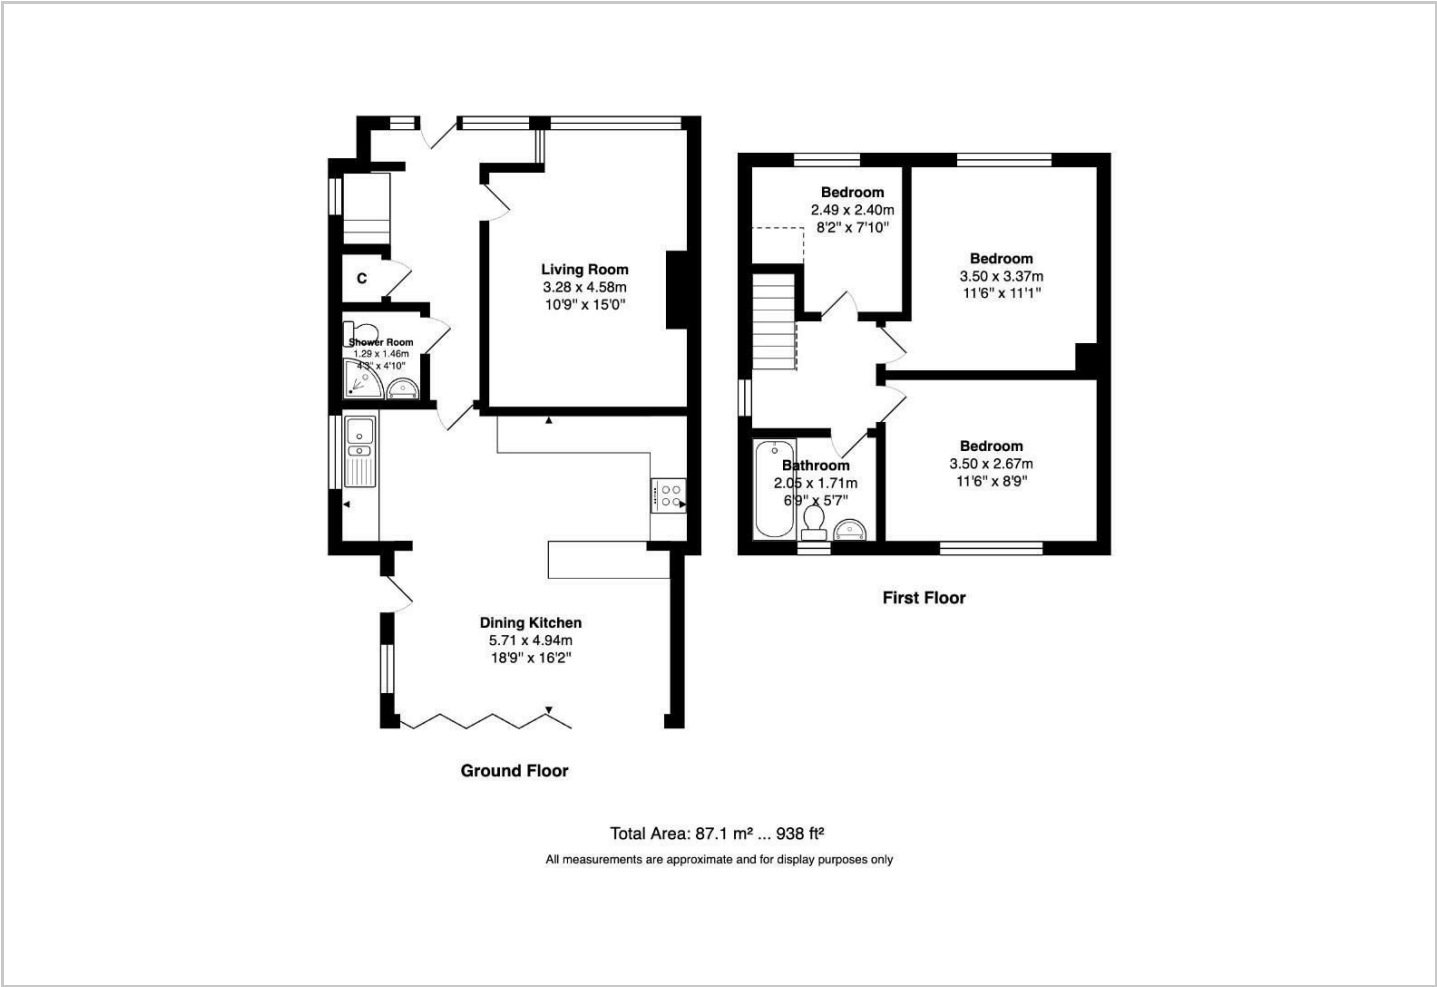 Living Room
3.28 x 4.58m
10'9" x 15'0"
C
Shower Room
1.29 x 1.46m
4'3" x 4'10"
Dining Kitchen
5.71 x 4.94m
18'9" x 16'2"
Ground Floor
Bedroom
2.49 x 2.40m
8'2" x 7'10"
Bedroom
3.50 x 3.37m
11'6" x 11'1"
Bedroom
3.50 x 2.67m
11'6" x 8'9"
Bathroom
2.05 x 1.71m
6'9" x 5'7"
First Floor
Total Area: 87.1 m² ... 938 ft²
All measurements are approximate and for display purposes only